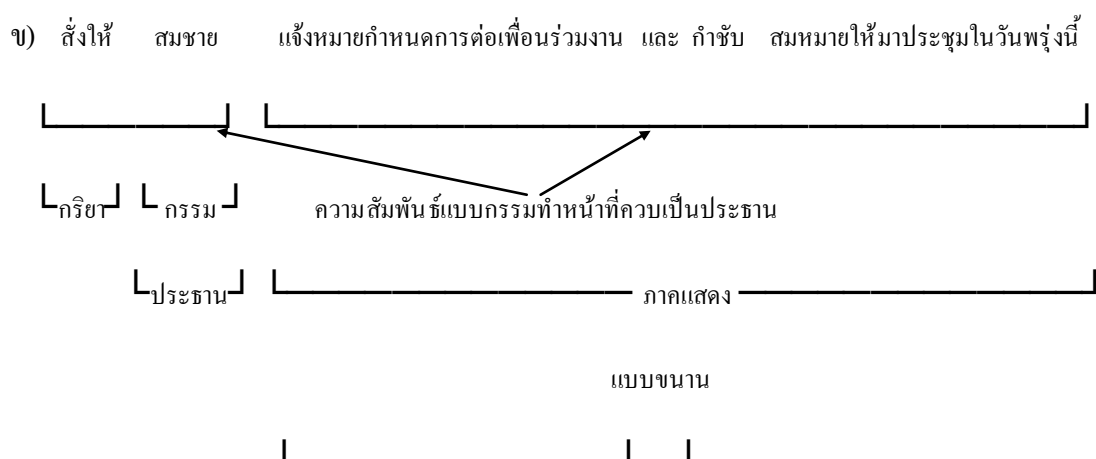 ข) สั่งให้ สมชาย แจ้งหมายกำหนดการต่อเพื่อนร่วมงาน และ กำชับ สมหมายให้มาประชุมในวันพรุ่งนี้
กริยา กรรม ความสัมพันธ์แบบกรรมทำหน้าที่ควบเป็นประธาน
ประธาน ภาคแสดง
แบบขนาน